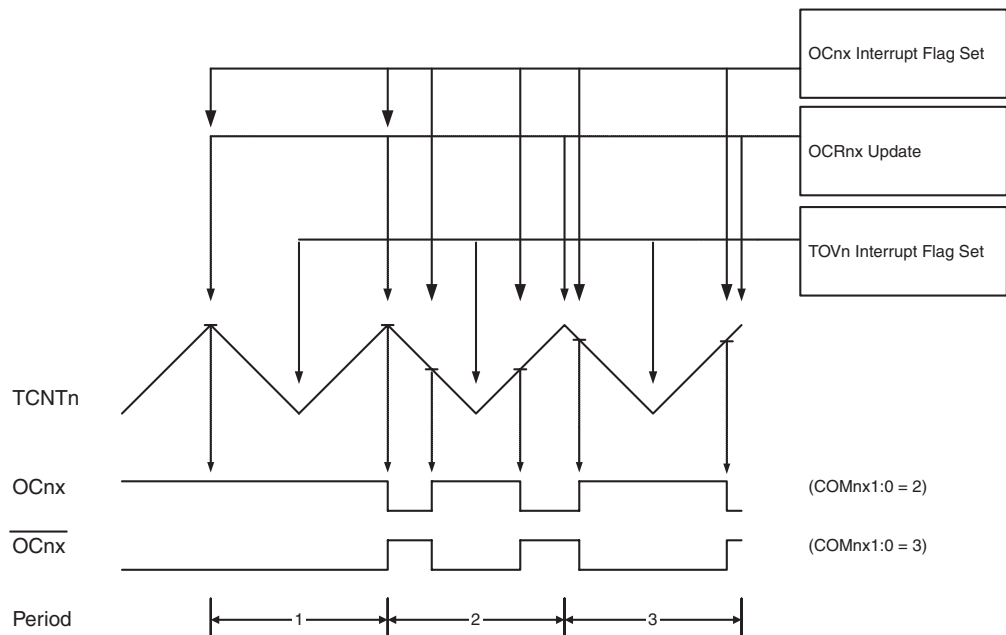 OCnx Interrupt Flag Set
OCRnx Update
TOVn Interrupt Flag Set
TCNTn
OCnx
(COMnx1:0 = 2)
OCnx
(COMnx1:0 = 3)
Period
1
2
3